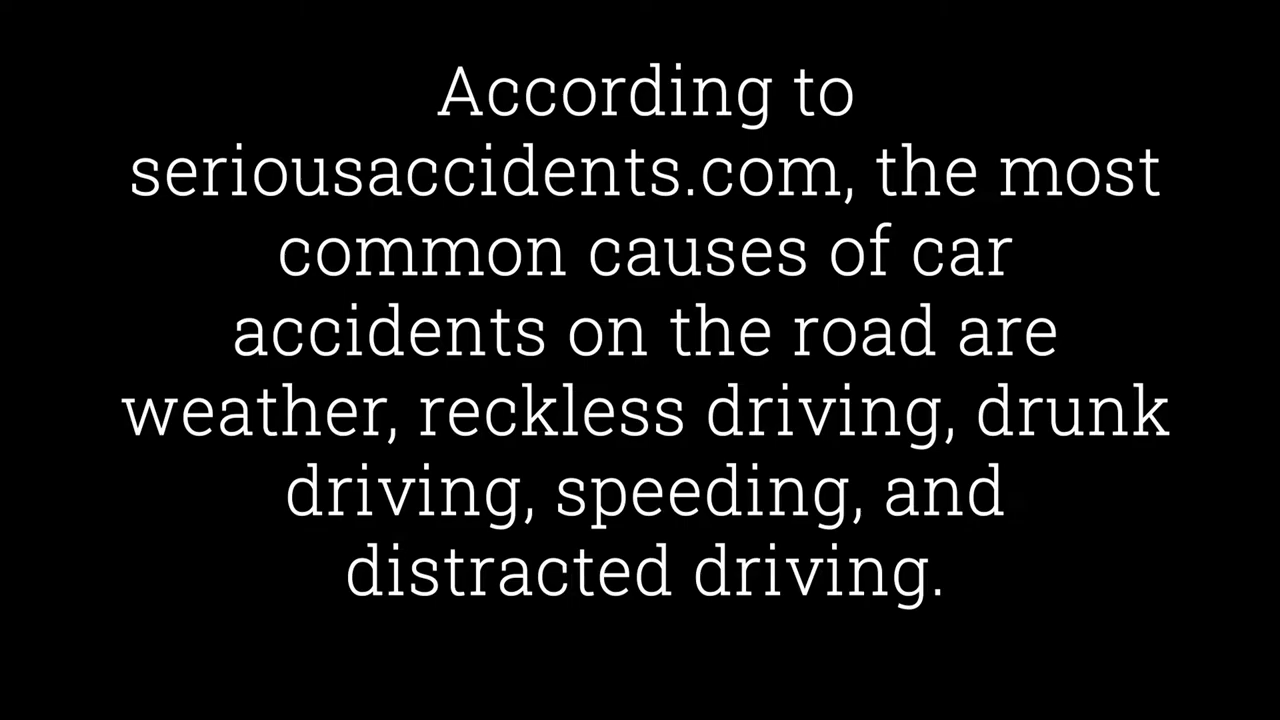 According to
seriousaccidents.com, the most
common causes of car
accidents on the road are
weather, reckless driving, drunk
driving, speeding, and
distracted driving.